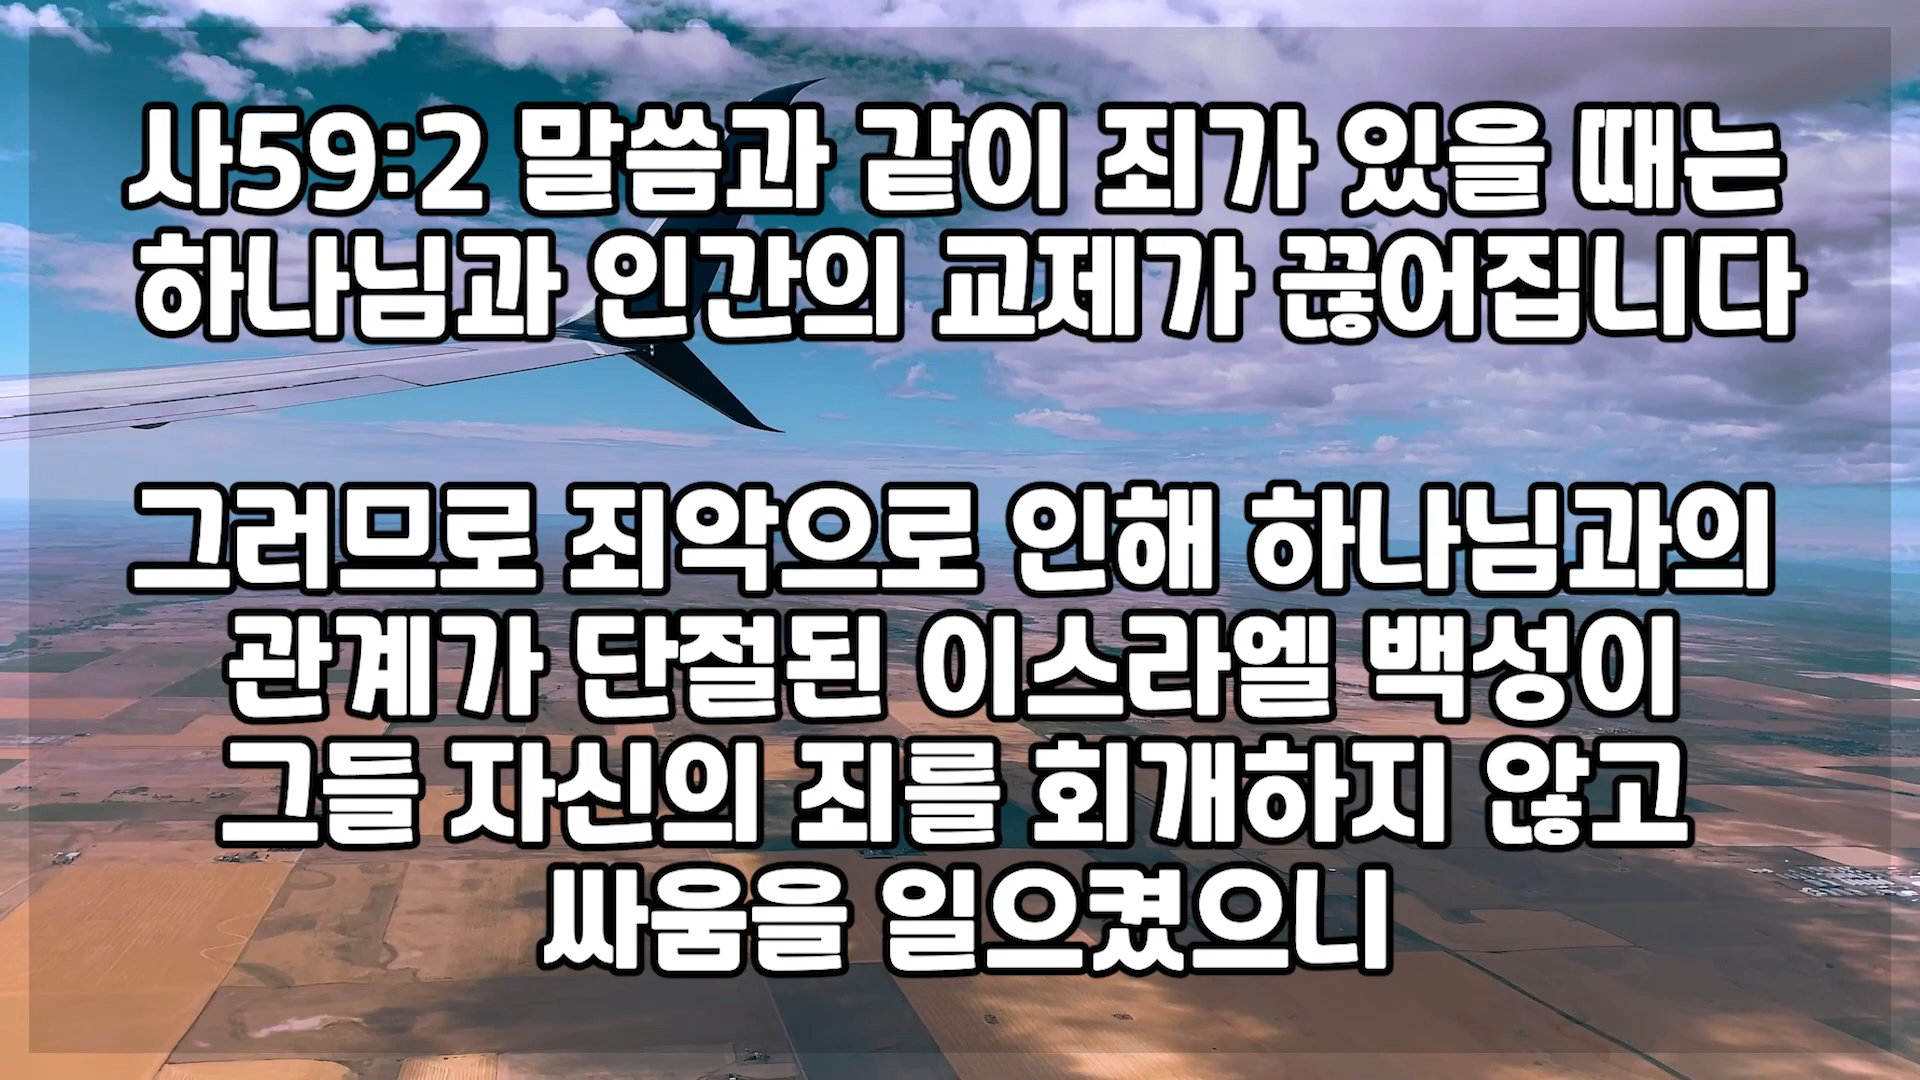 사59:2 말씀과 같이 죄가 있을 때는
하나님과 인간의 교제가 끊어집니다
그러므로 죄악으로 인해 하나님과의
관계가 단절된 이스라엘 백성이
그들 자신의 죄를 회개하지 않고
싸움을 일으켰으니